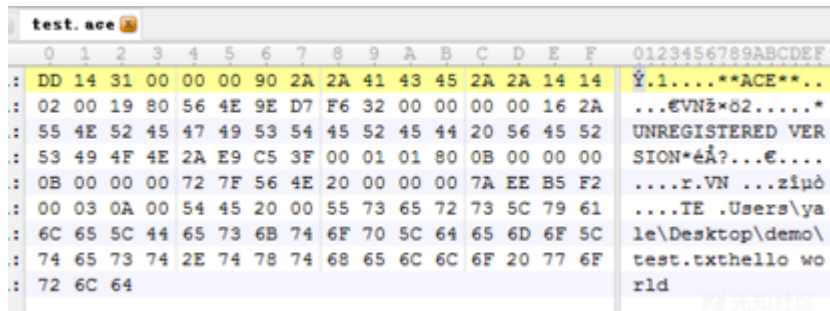 test.ace
0 1 2 3 4 5 6 7 8 9 A B C D E F 0123456789ABCDEF
: DD 14 31 00 00 00 90 2A 2A 41 43 45 2A 2A 14 14 Ý.1....**ACE**..
: 02 00 19 80 56 4E 9E D7 F6 32 00 00 00 00 16 2A ...€VNž×ö2.....*
: 55 4E 52 45 47 49 53 54 45 52 45 44 20 56 45 52 UNREGISTERED VER
: 53 49 4F 4E 2A E9 C5 3F 00 01 01 80 0B 00 00 00 SION*éÅ?...€....
: 0B 00 00 00 72 7F 56 4E 20 00 00 00 7A EE B5 F2 ....r.VN ...zîµò
: 00 03 0A 00 54 45 20 00 55 73 65 72 73 5C 79 61 ....TE .Users\ya
: 6C 65 5C 44 65 73 6B 74 6F 70 5C 64 65 6D 6F 5C le\Desktop\demo\
: 74 65 73 74 2E 74 78 74 68 65 6C 6C 6F 20 77 6F test.txthello wo
: 72 6C 64 rld